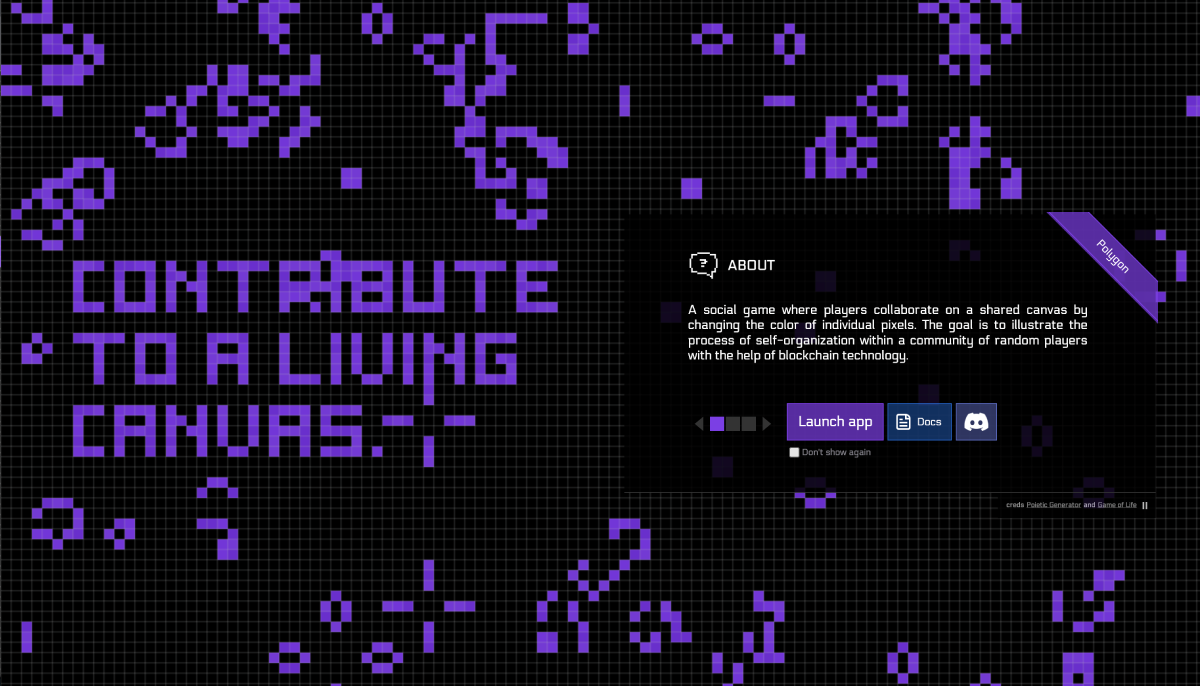 CONTRIBUTE
TO A LIVING
CANVAS.
ABOUT
Polygon
A social game where players collaborate on a shared canvas by
changing the color of individual pixels. The goal is to illustrate the
process of self-organization within a community of random players
with the help of blockchain technology.
Launch app
Docs
Don't show again
creds Poietic Generator and Game of Life